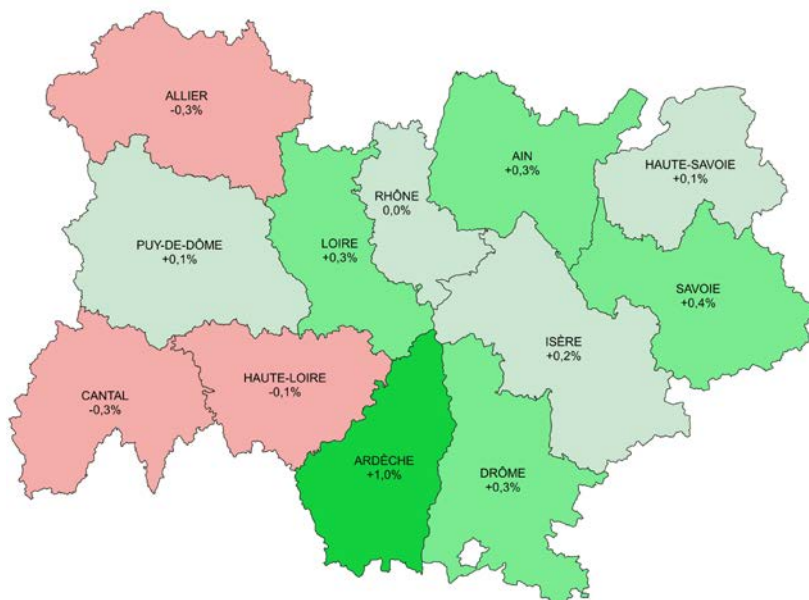 ALLIER
-0,3%
AIN
+0,3%
HAUTE-SAVOIE
+0,1%
RHÔNE
0,0%
PUY-DE-DÔME
+0,1%
LOIRE
+0,3%
SAVOIE
+0,4%
ISÈRE
+0,2%
HAUTE-LOIRE
-0,1%
CANTAL
-0,3%
ARDÈCHE
+1,0%
DRÔME
+0,3%